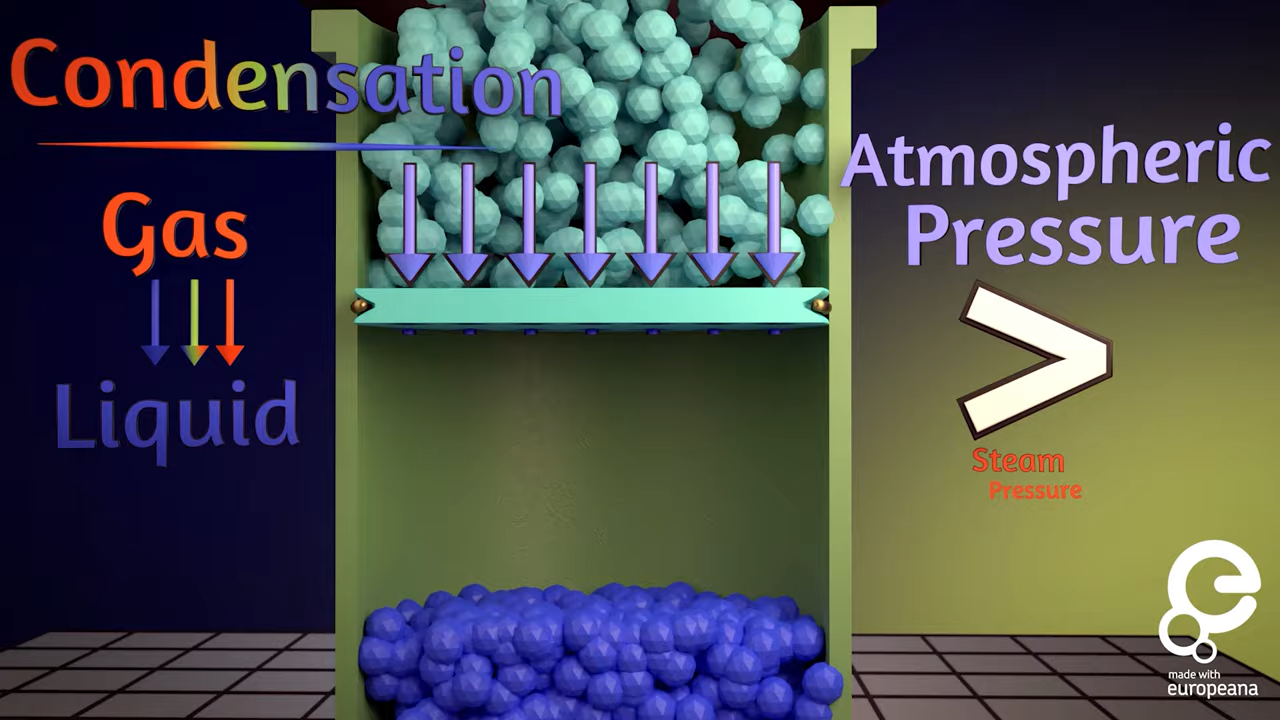 Condensation
Gas
Liquid
Atmospheric
Pressure
>
Steam
Pressure
made with
europeana